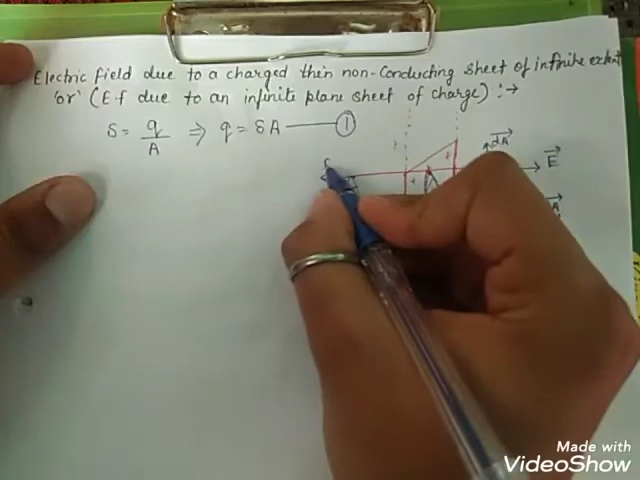 Electric field due to a charged thin non-Conducting sheet of infinite extent
'or' (E.f due to an infinite plane sheet of charge) :→
δ = q/A ⇒ q = δA —— ①
dA
E
+
+
A
Made with
VideoShow